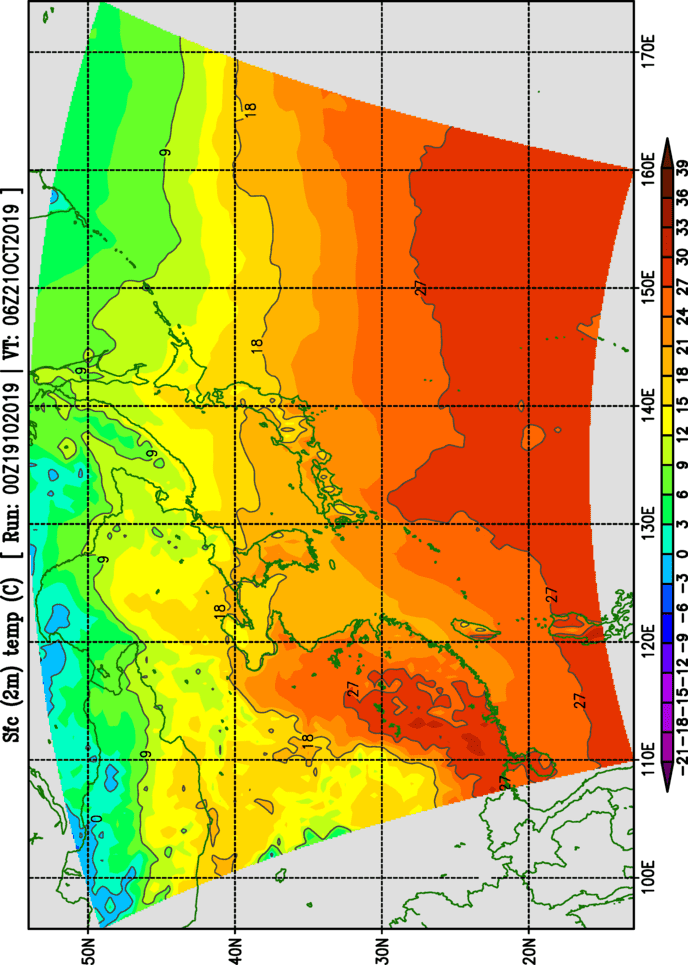 Sfc (2m) temp (C) [ Run: 00Z19102019 | VT: 06Z21OCT2019 ]
9
50N
0
9
9
9
9
18
40N
18
18
18
27
30N
27
27
20N
27
27
100E 110E 120E 130E 140E 150E 160E 170E
-21 -18 -15 -12 -9 -6 -3 0 3 6 9 12 15 18 21 24 27 30 33 36 39